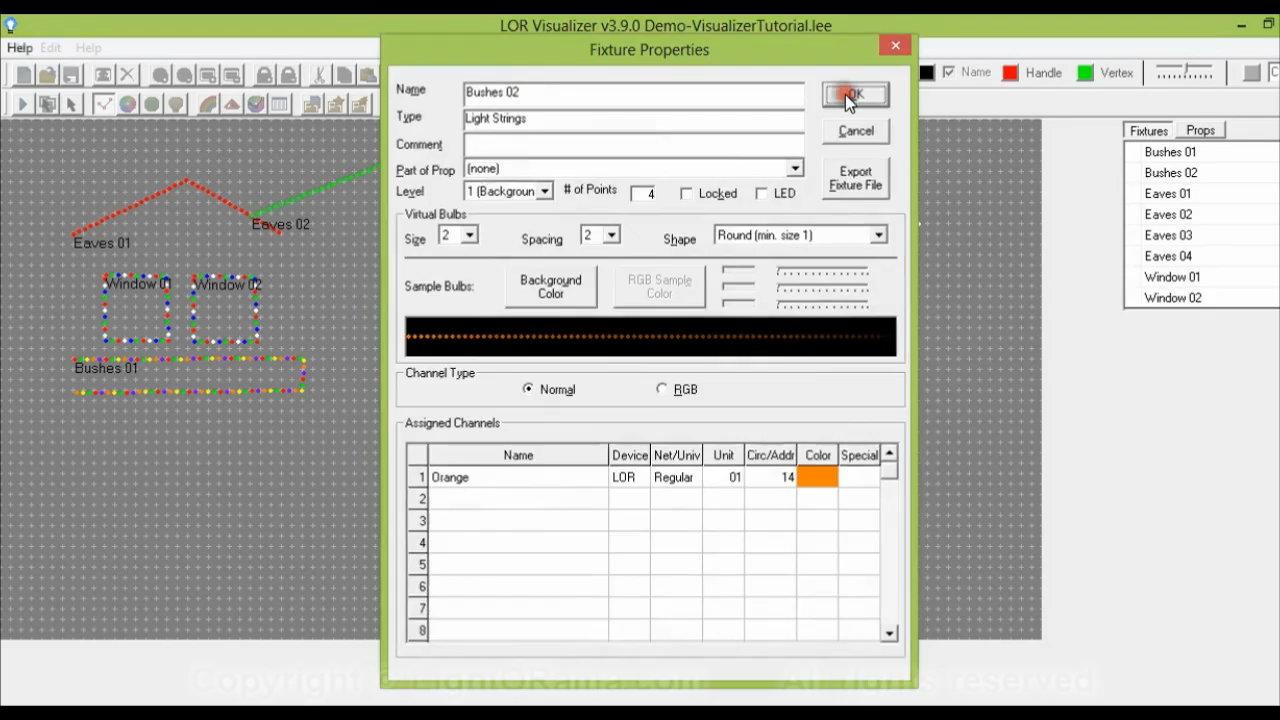 LOR Visualizer v3.9.0 Demo-VisualizerTutorial.lee
Help Edit Help
Fixture Properties
Name
Handle
Vertex
Name Bushes 02
OK
Type Light Strings
Comment
Cancel
Part of Prop (none)
Export Fixture File
Level 1 (Backgroun # of Points 4 Locked LED
Virtual Bulbs
Size 2 Spacing 2 Shape Round (min. size 1)
Sample Bulbs: Background Color RGB Sample Color
Channel Type
Normal RGB
Assigned Channels
Name Device Net/Univ Unit Circ/Addr Color Special
1 Orange LOR Regular 01 14
2
3
4
5
6
7
8
Eaves 01
Eaves 02
Window 01
Window 02
Bushes 01
Fixtures Props
Bushes 01
Bushes 02
Eaves 01
Eaves 02
Eaves 03
Eaves 04
Window 01
Window 02
Copyright © LightORama.com All rights reserved